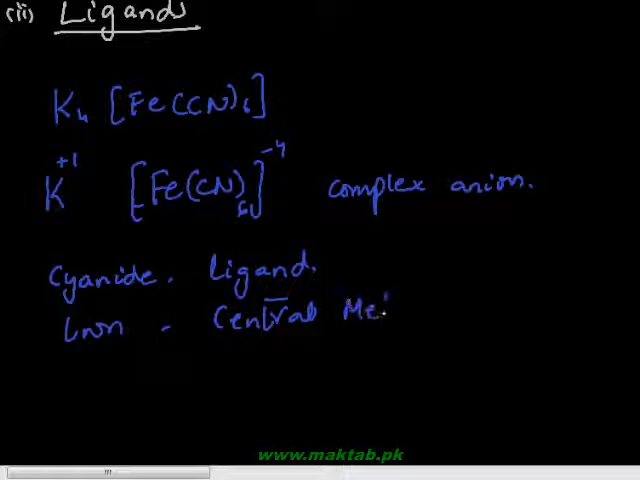 (ii) Ligands
K4 [Fe(CN)6]
K+1 [Fe(CN)6]-4 complex anion.
Cyanide. Ligand.
Iron - Central Met
www.maktab.pk